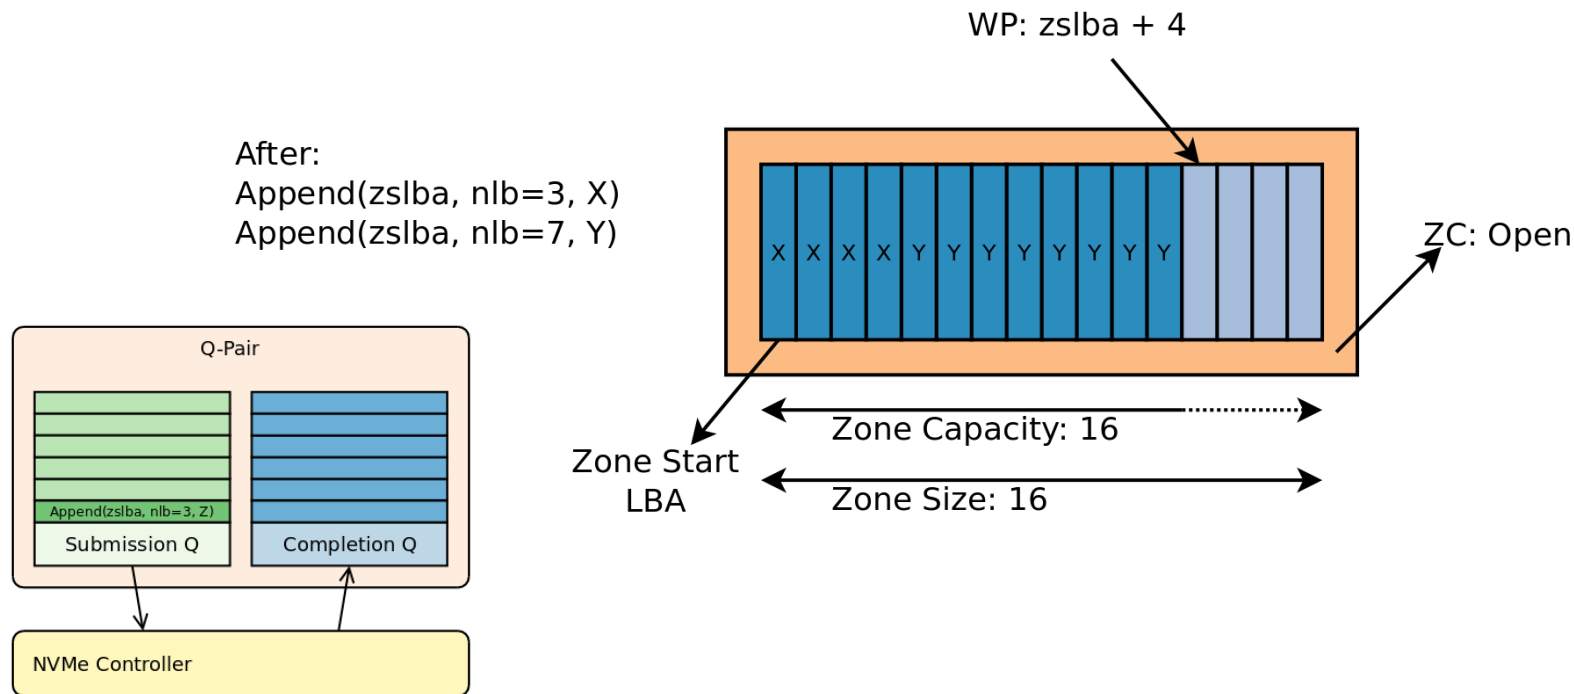 WP: zslba + 4
After:
Append(zslba, nlb=3, X)
Append(zslba, nlb=7, Y)
X X X X Y Y Y Y Y Y Y Y
ZC: Open
Zone Capacity: 16
Zone Start
LBA
Zone Size: 16
Q-Pair
Append(zslba, nlb=3, Z)
Submission Q
Completion Q
NVMe Controller